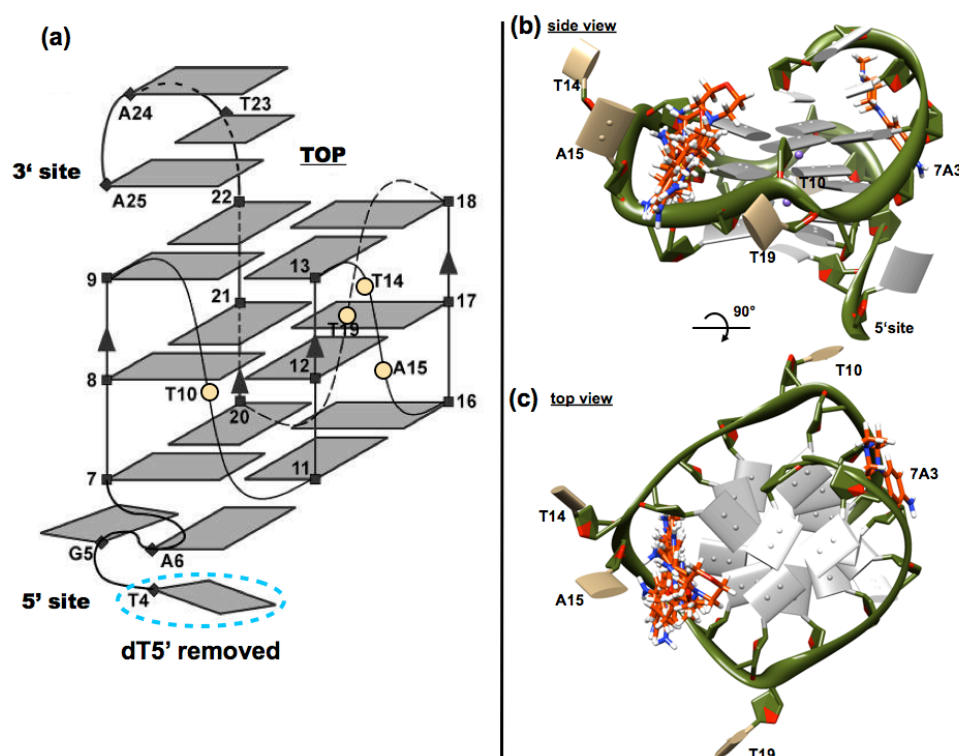 (a)
A24
T23
TOP
3' site
A25
22
18
9
13
T14
21
17
T19
8
12
A15
T10
20
16
7
11
G5
A6
5' site
T4
dT5' removed
(b) side view
T14
A15
7A3
T10
T19
5'site
90°
(c) top view
T10
7A3
T14
A15
T19